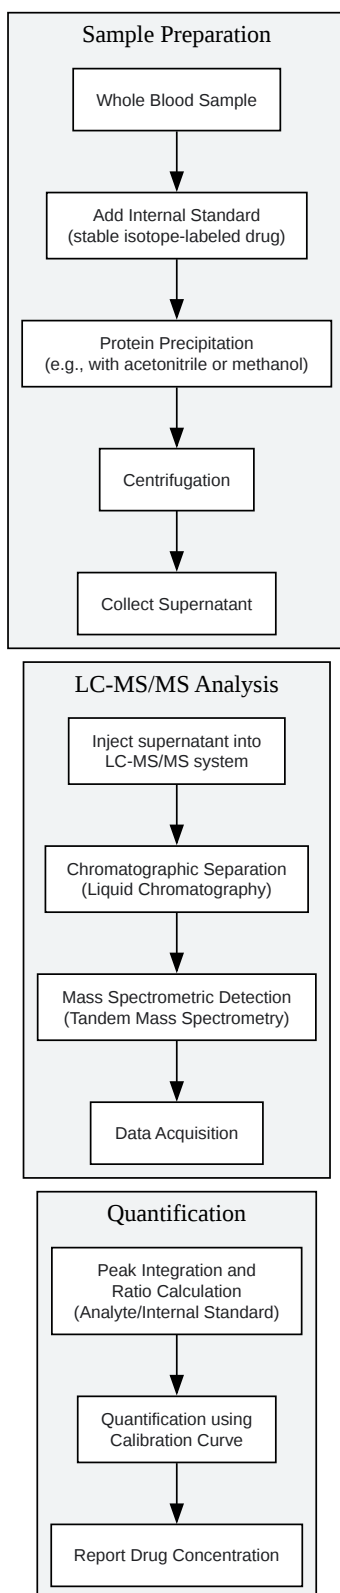 Sample Preparation
Whole Blood Sample
Add Internal Standard
(stable isotope-labeled drug)
Protein Precipitation
(e.g., with acetonitrile or methanol)
Centrifugation
Collect Supernatant
LC-MS/MS Analysis
Inject supernatant into
LC-MS/MS system
Chromatographic Separation
(Liquid Chromatography)
Mass Spectrometric Detection
(Tandem Mass Spectrometry)
Data Acquisition
Quantification
Peak Integration and
Ratio Calculation
(Analyte/Internal Standard)
Quantification using
Calibration Curve
Report Drug Concentration